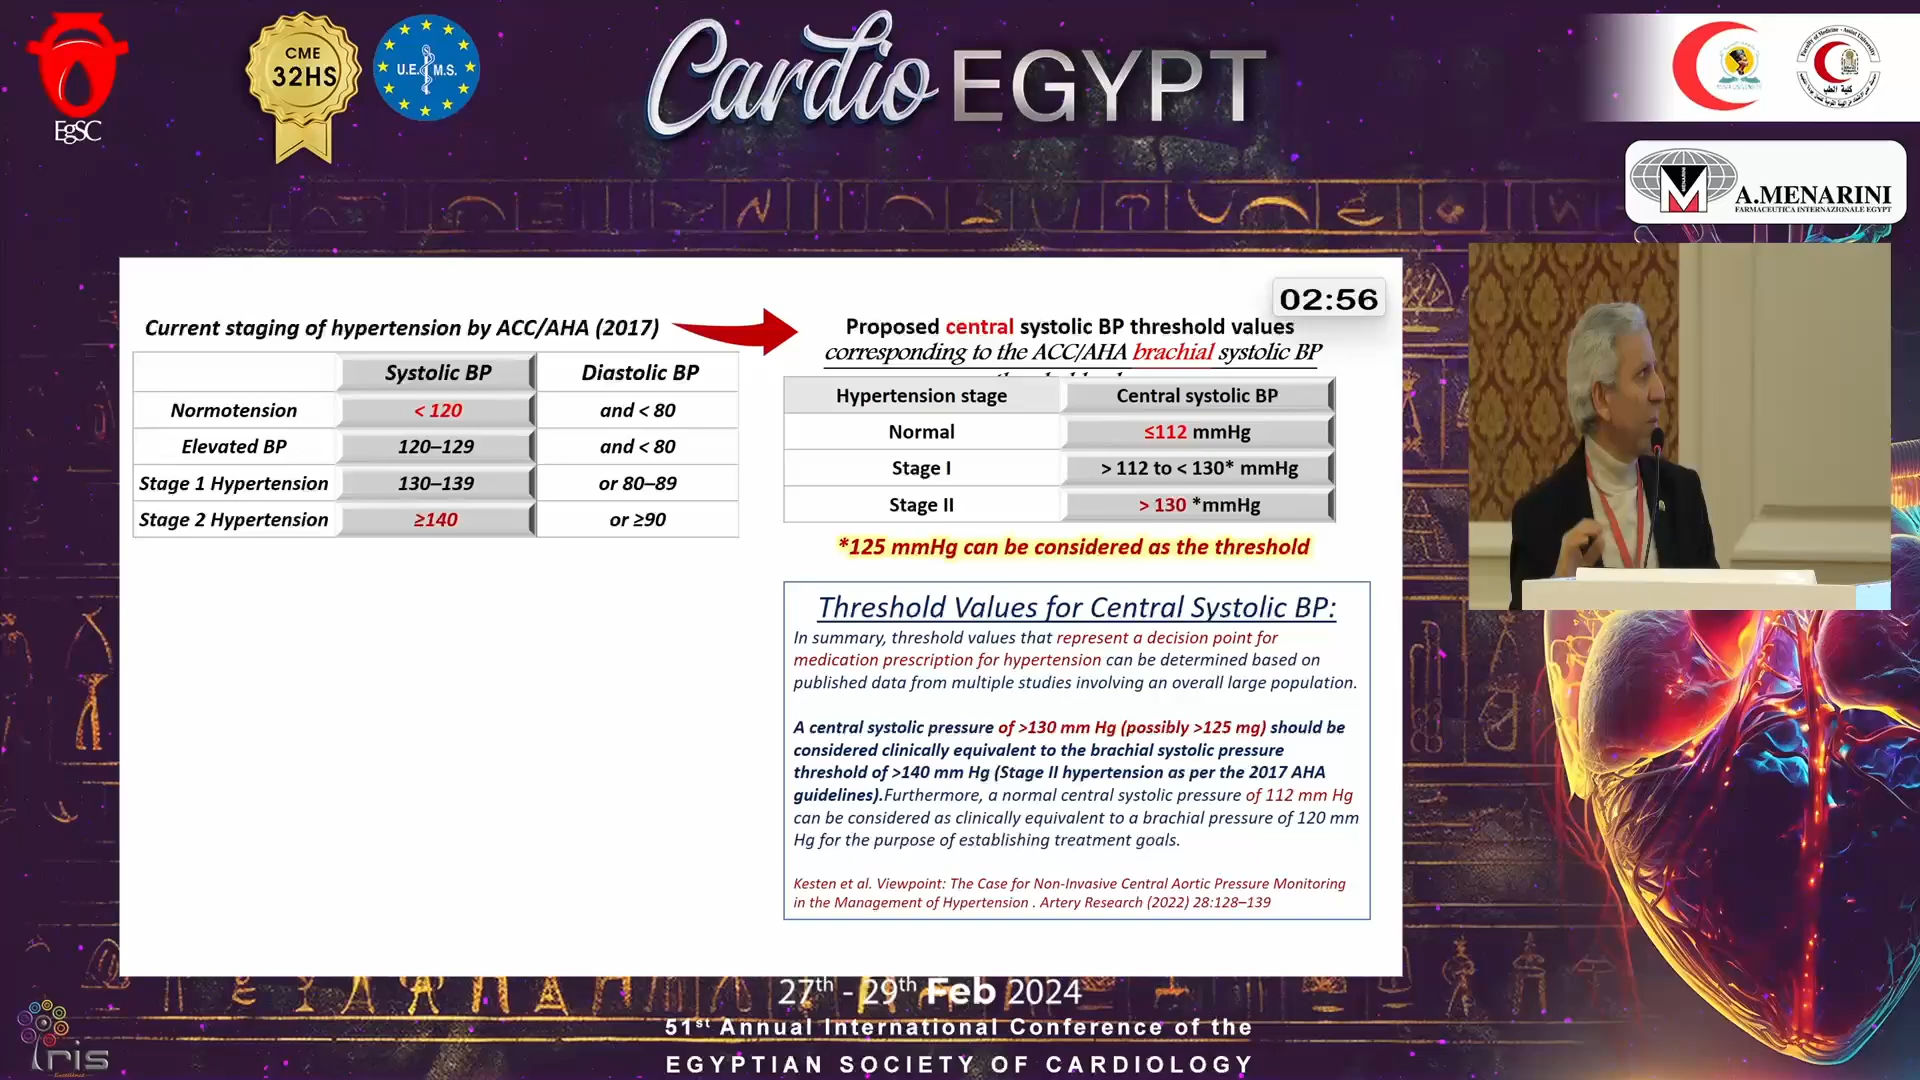 EgSC
CME
32HS
U.E.M.S.
Cardio EGYPT
كلية الطب
MENARINI
A.MENARINI
FARMACEUTICA INTERNAZIONALE EGYPT
02:56
Current staging of hypertension by ACC/AHA (2017)
Systolic BP Diastolic BP
Normotension < 120 and < 80
Elevated BP 120–129 and < 80
Stage 1 Hypertension 130–139 or 80–89
Stage 2 Hypertension ≥140 or ≥90
Proposed central systolic BP threshold values
corresponding to the ACC/AHA brachial systolic BP
Hypertension stage Central systolic BP
Normal ≤112 mmHg
Stage I > 112 to < 130* mmHg
Stage II > 130 *mmHg
*125 mmHg can be considered as the threshold
Threshold Values for Central Systolic BP:
In summary, threshold values that represent a decision point for
medication prescription for hypertension can be determined based on
published data from multiple studies involving an overall large population.
A central systolic pressure of >130 mm Hg (possibly >125 mg) should be
considered clinically equivalent to the brachial systolic pressure
threshold of >140 mm Hg (Stage II hypertension as per the 2017 AHA
guidelines).Furthermore, a normal central systolic pressure of 112 mm Hg
can be considered as clinically equivalent to a brachial pressure of 120 mm
Hg for the purpose of establishing treatment goals.
Kesten et al. Viewpoint: The Case for Non-Invasive Central Aortic Pressure Monitoring
in the Management of Hypertension . Artery Research (2022) 28:128–139
27th - 29th Feb 2024
51st Annual International Conference of the
EGYPTIAN SOCIETY OF CARDIOLOGY
Iris